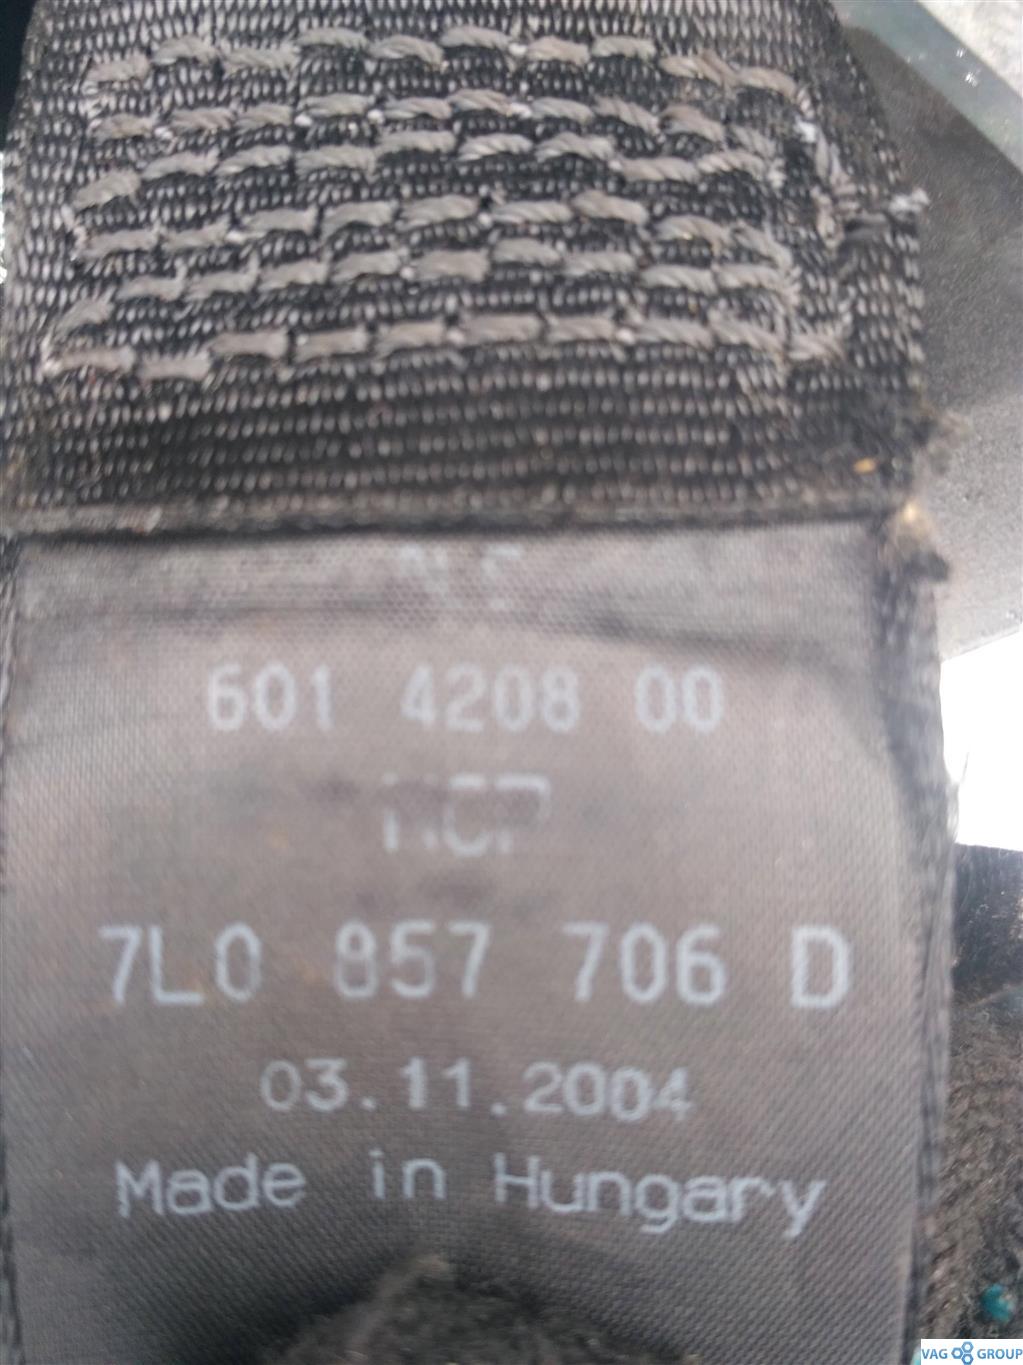 601 4208 00
7L0 857 706 D
03.11.2004
Made in Hungary
VAG GROUP